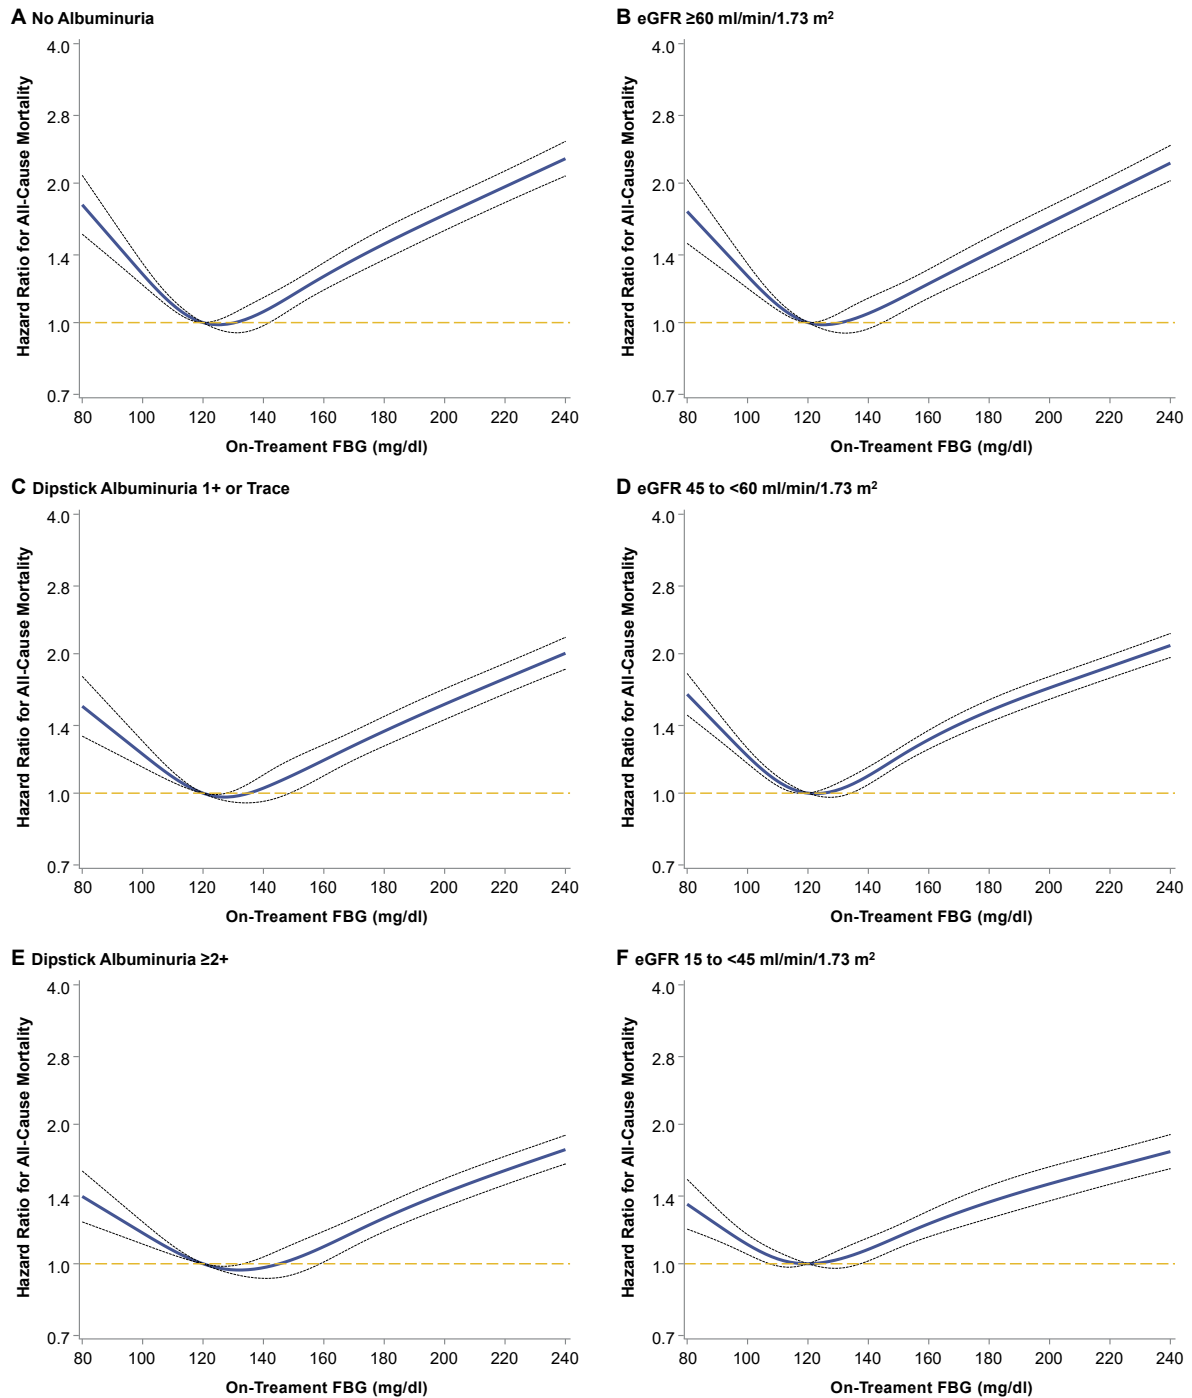 A No Albuminuria
Hazard Ratio for All-Cause Mortality
4.0
2.8
2.0
1.4
1.0
0.7
80 100 120 140 160 180 200 220 240
On-Treament FBG (mg/dl)
B eGFR ≥60 ml/min/1.73 m²
Hazard Ratio for All-Cause Mortality
4.0
2.8
2.0
1.4
1.0
0.7
80 100 120 140 160 180 200 220 240
On-Treament FBG (mg/dl)
C Dipstick Albuminuria 1+ or Trace
Hazard Ratio for All-Cause Mortality
4.0
2.8
2.0
1.4
1.0
0.7
80 100 120 140 160 180 200 220 240
On-Treament FBG (mg/dl)
D eGFR 45 to <60 ml/min/1.73 m²
Hazard Ratio for All-Cause Mortality
4.0
2.8
2.0
1.4
1.0
0.7
80 100 120 140 160 180 200 220 240
On-Treament FBG (mg/dl)
E Dipstick Albuminuria ≥2+
Hazard Ratio for All-Cause Mortality
4.0
2.8
2.0
1.4
1.0
0.7
80 100 120 140 160 180 200 220 240
On-Treament FBG (mg/dl)
F eGFR 15 to <45 ml/min/1.73 m²
Hazard Ratio for All-Cause Mortality
4.0
2.8
2.0
1.4
1.0
0.7
80 100 120 140 160 180 200 220 240
On-Treament FBG (mg/dl)